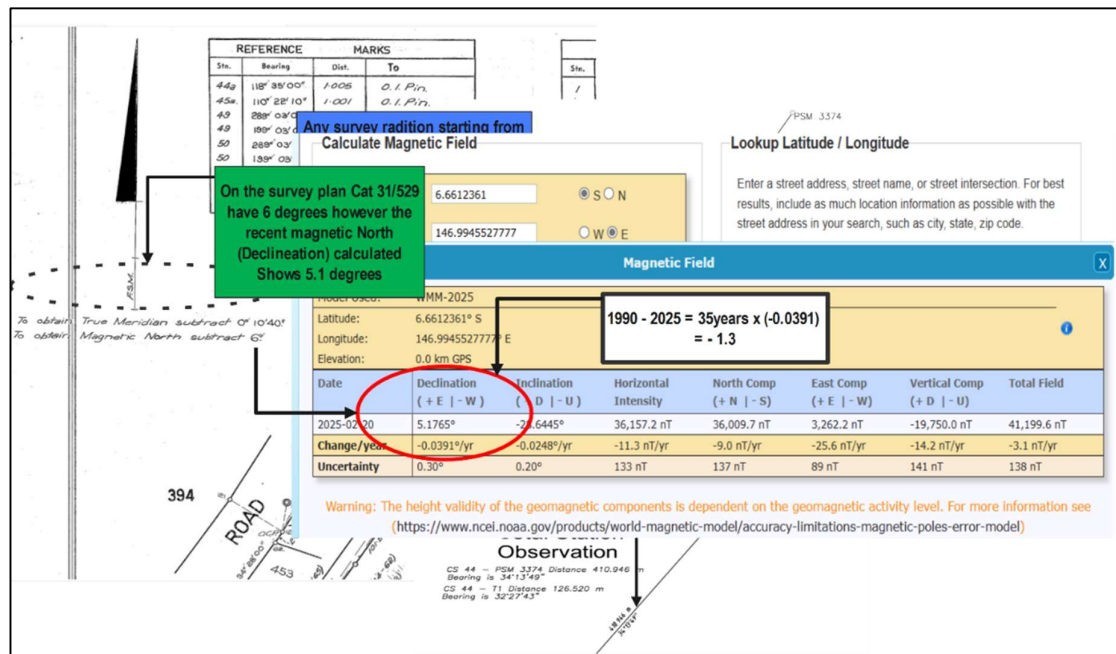 REFERENCE MARKS
Stn. Bearing Dist. To
44a 118° 35' 00" 1·005 O.I. Pin.
45a. 110° 22' 10" 1·001 O.I. Pin.
49 289° 03'
49 199° 03'
50 289° 03'
50 199° 03'
Stn.
1
PSM 3374
Any survey radition starting from
Calculate Magnetic Field
Lookup Latitude / Longitude
6.6612361 S N
146.9945527777 W E
Enter a street address, street name, or street intersection. For best
results, include as much location information as possible with the
street address in your search, such as city, state, zip code.
On the survey plan Cat 31/529
have 6 degrees however the
recent magnetic North
(Declineation) calculated
Shows 5.1 degrees
P.S.M.
To obtain True Meridian subtract 0° 10' 40"
To obtain Magnetic North subtract 6°
Magnetic Field
X
Model Used: WMM-2025
Latitude: 6.6612361° S
Longitude: 146.9945527777° E
Elevation: 0.0 km GPS
1990 - 2025 = 35years x (-0.0391)
= - 1.3
Date Declination Inclination Horizontal North Comp East Comp Vertical Comp Total Field
( + E | - W ) ( + D | - U ) Intensity (+ N | - S) (+ E | - W) (+ D | - U)
2025-02-20 5.1765° -28.6445° 36,157.2 nT 36,009.7 nT 3,262.2 nT -19,750.0 nT 41,199.6 nT
Change/year -0.0391°/yr -0.0248°/yr -11.3 nT/yr -9.0 nT/yr -25.6 nT/yr -14.2 nT/yr -3.1 nT/yr
Uncertainty 0.30° 0.20° 133 nT 137 nT 89 nT 141 nT 138 nT
Warning: The height validity of the geomagnetic components is dependent on the geomagnetic activity level. For more information see
(https://www.ncei.noaa.gov/products/world-magnetic-model/accuracy-limitations-magnetic-poles-error-model)
394
ROAD
453
Observation
CS 44 - PSM 3374 Distance 410.946 m
Bearing is 34°13'49"
CS 44 - T1 Distance 126.520 m
Bearing is 32°27'43"